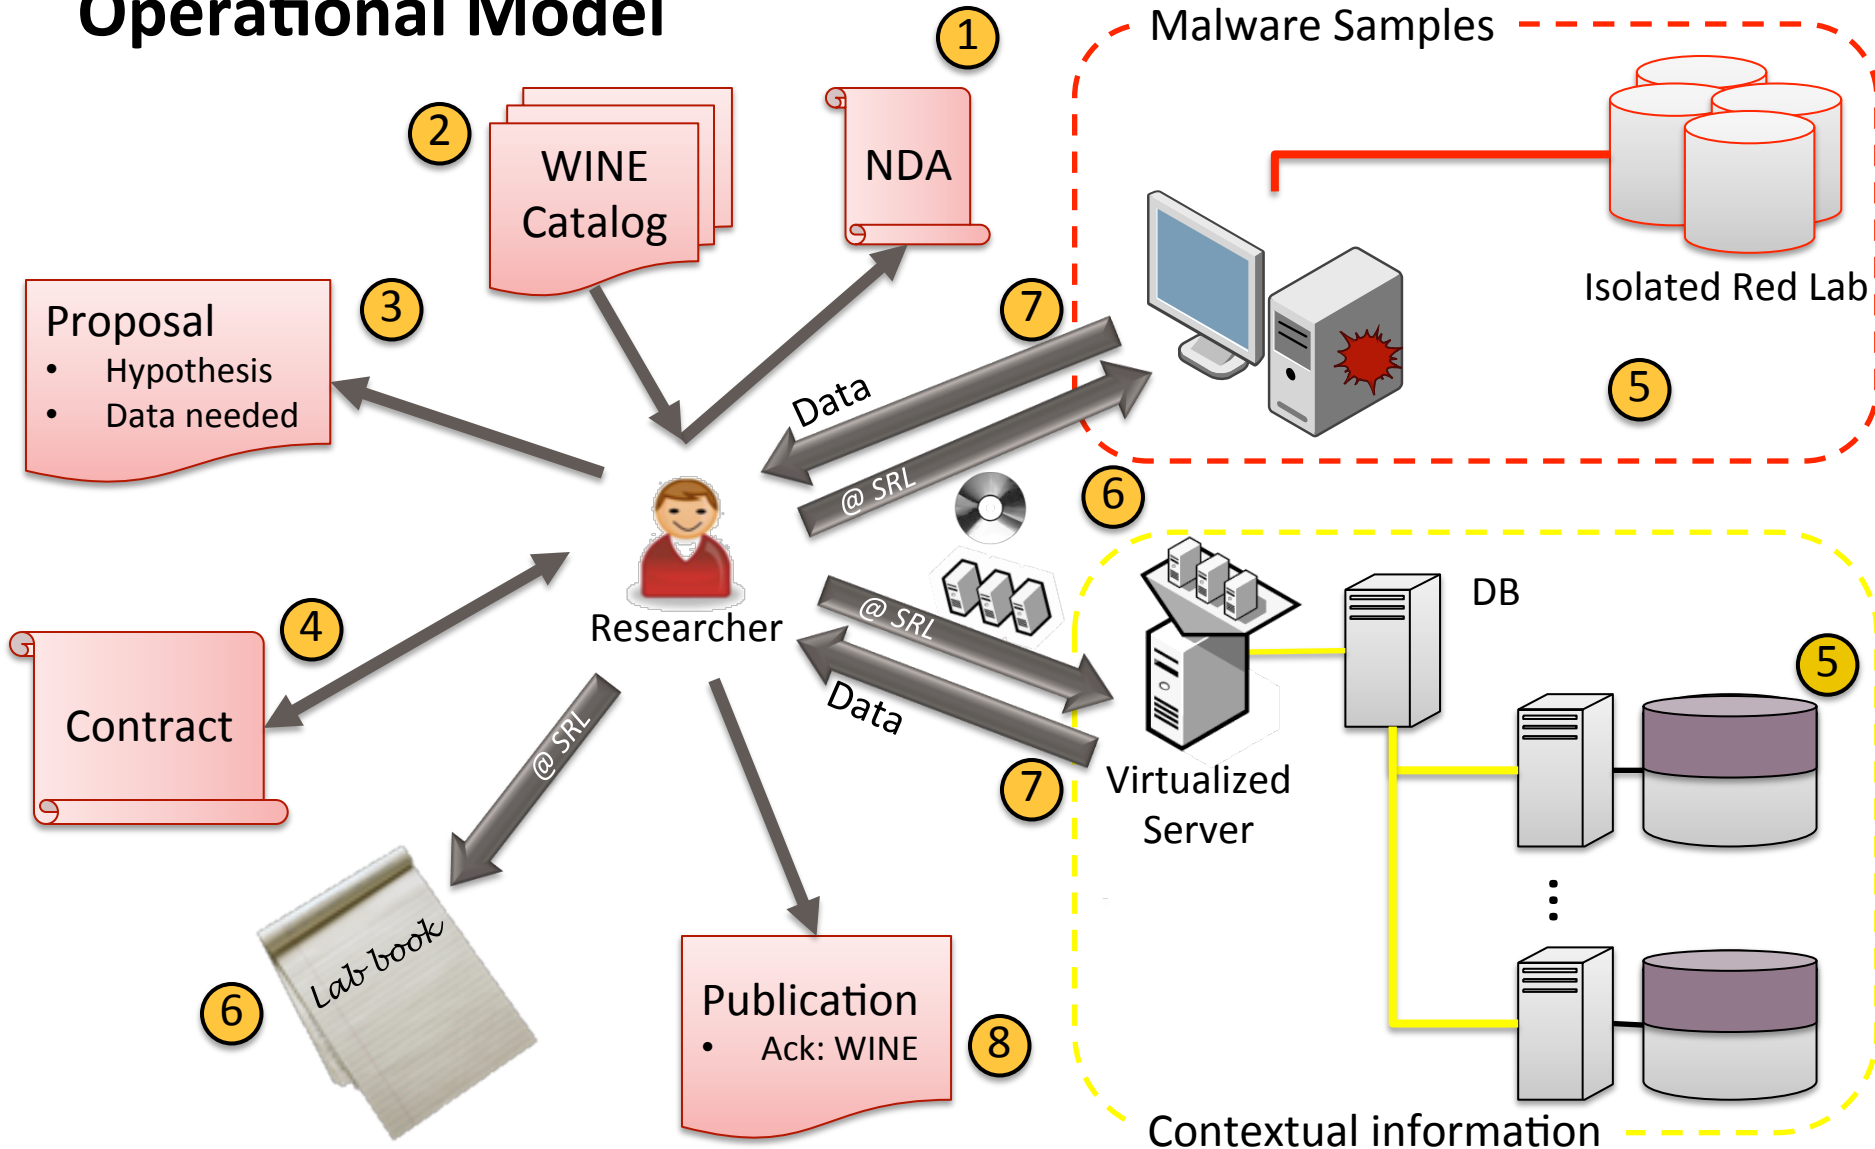 Operational Model
1
Malware Samples
2
WINE
Catalog
NDA
Isolated Red Lab
3
Proposal
• Hypothesis
• Data needed
7
Data
5
@ SRL
6
Researcher
@ SRL
Data
DB
5
4
Contract
@ SRL
7
Virtualized
Server
Lab book
6
Publication
• Ack: WINE
8
Contextual information